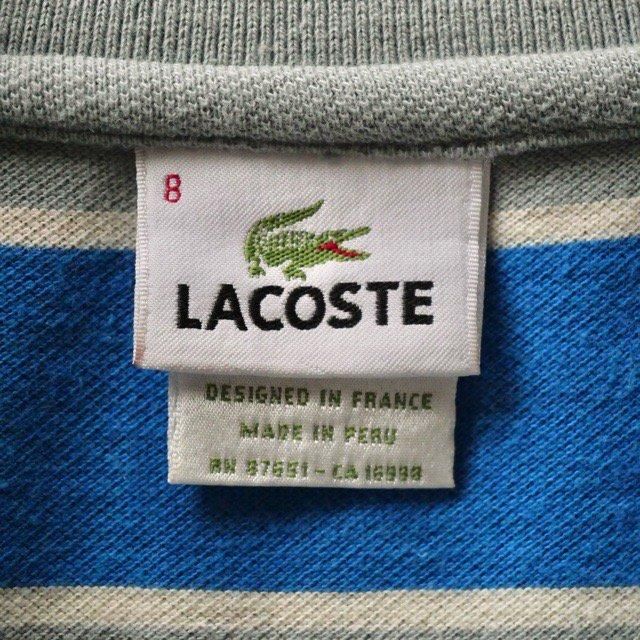 8
LACOSTE
DESIGNED IN FRANCE
MADE IN PERU
RN 87651 - CA 16998